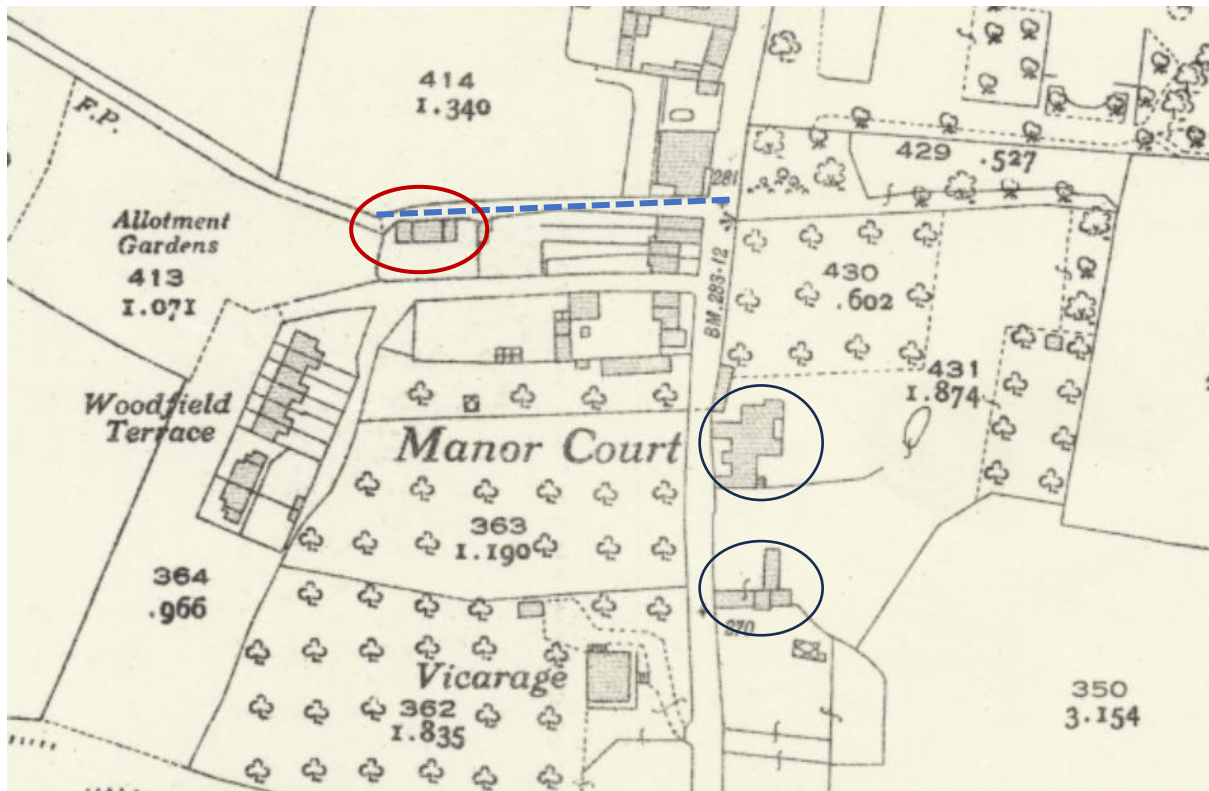 414
1.340
F.P.
429 .527
281
Allotment
Gardens
413
1.071
430
.602
BM.283·12
431
1.874
Woodfield
Terrace
Manor Court
363
1.190
364
.966
270
Vicarage
362
1.835
350
3.154